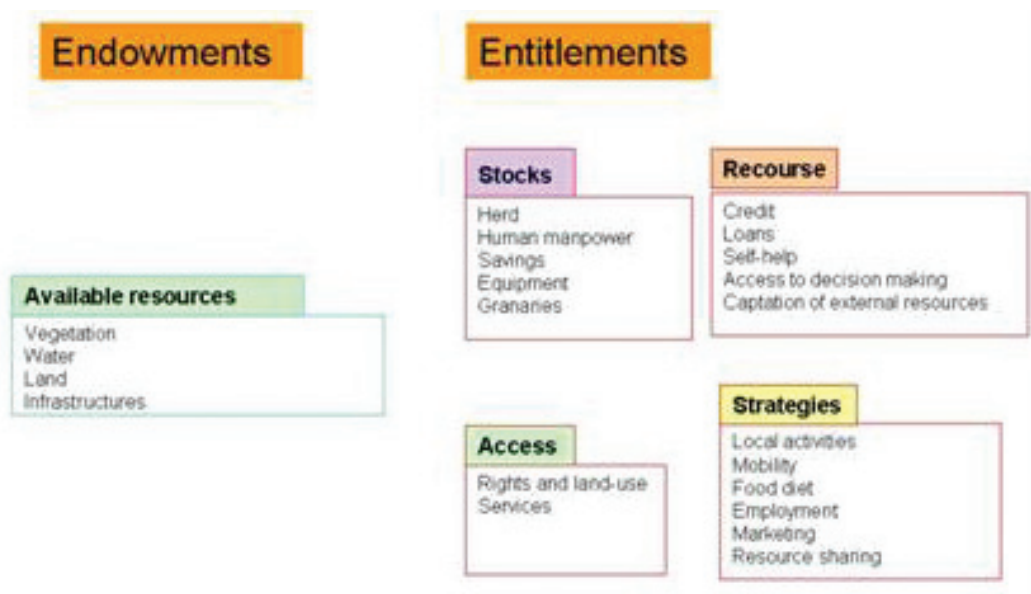 Endowments
Entitlements
Available resources
Vegetation
Water
Land
Infrastructures
Stocks
Herd
Human manpower
Savings
Equipment
Granaries
Recourse
Credit
Loans
Self-help
Access to decision making
Captation of external resources
Access
Rights and land-use
Services
Strategies
Local activities
Mobility
Food diet
Employment
Marketing
Resource sharing